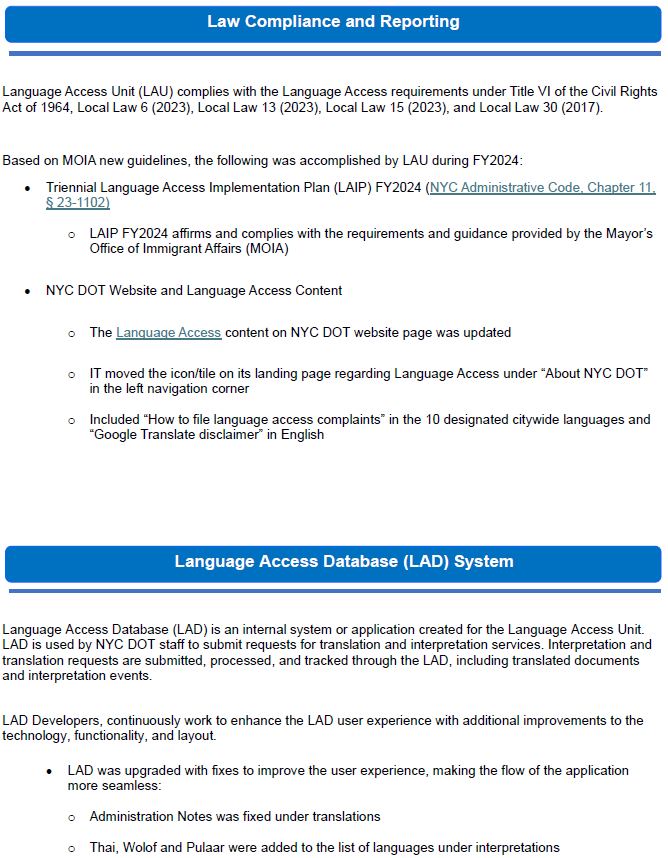 Law Compliance and Reporting
Language Access Unit (LAU) complies with the Language Access requirements under Title VI of the Civil Rights
Act of 1964, Local Law 6 (2023), Local Law 13 (2023), Local Law 15 (2023), and Local Law 30 (2017).
Based on MOIA new guidelines, the following was accomplished by LAU during FY2024:
• Triennial Language Access Implementation Plan (LAIP) FY2024 (NYC Administrative Code, Chapter 11,
§ 23-1102)
o LAIP FY2024 affirms and complies with the requirements and guidance provided by the Mayor’s
Office of Immigrant Affairs (MOIA)
• NYC DOT Website and Language Access Content
o The Language Access content on NYC DOT website page was updated
o IT moved the icon/tile on its landing page regarding Language Access under “About NYC DOT”
in the left navigation corner
o Included “How to file language access complaints” in the 10 designated citywide languages and
“Google Translate disclaimer” in English
Language Access Database (LAD) System
Language Access Database (LAD) is an internal system or application created for the Language Access Unit.
LAD is used by NYC DOT staff to submit requests for translation and interpretation services. Interpretation and
translation requests are submitted, processed, and tracked through the LAD, including translated documents
and interpretation events.
LAD Developers, continuously work to enhance the LAD user experience with additional improvements to the
technology, functionality, and layout.
• LAD was upgraded with fixes to improve the user experience, making the flow of the application
more seamless:
o Administration Notes was fixed under translations
o Thai, Wolof and Pulaar were added to the list of languages under interpretations